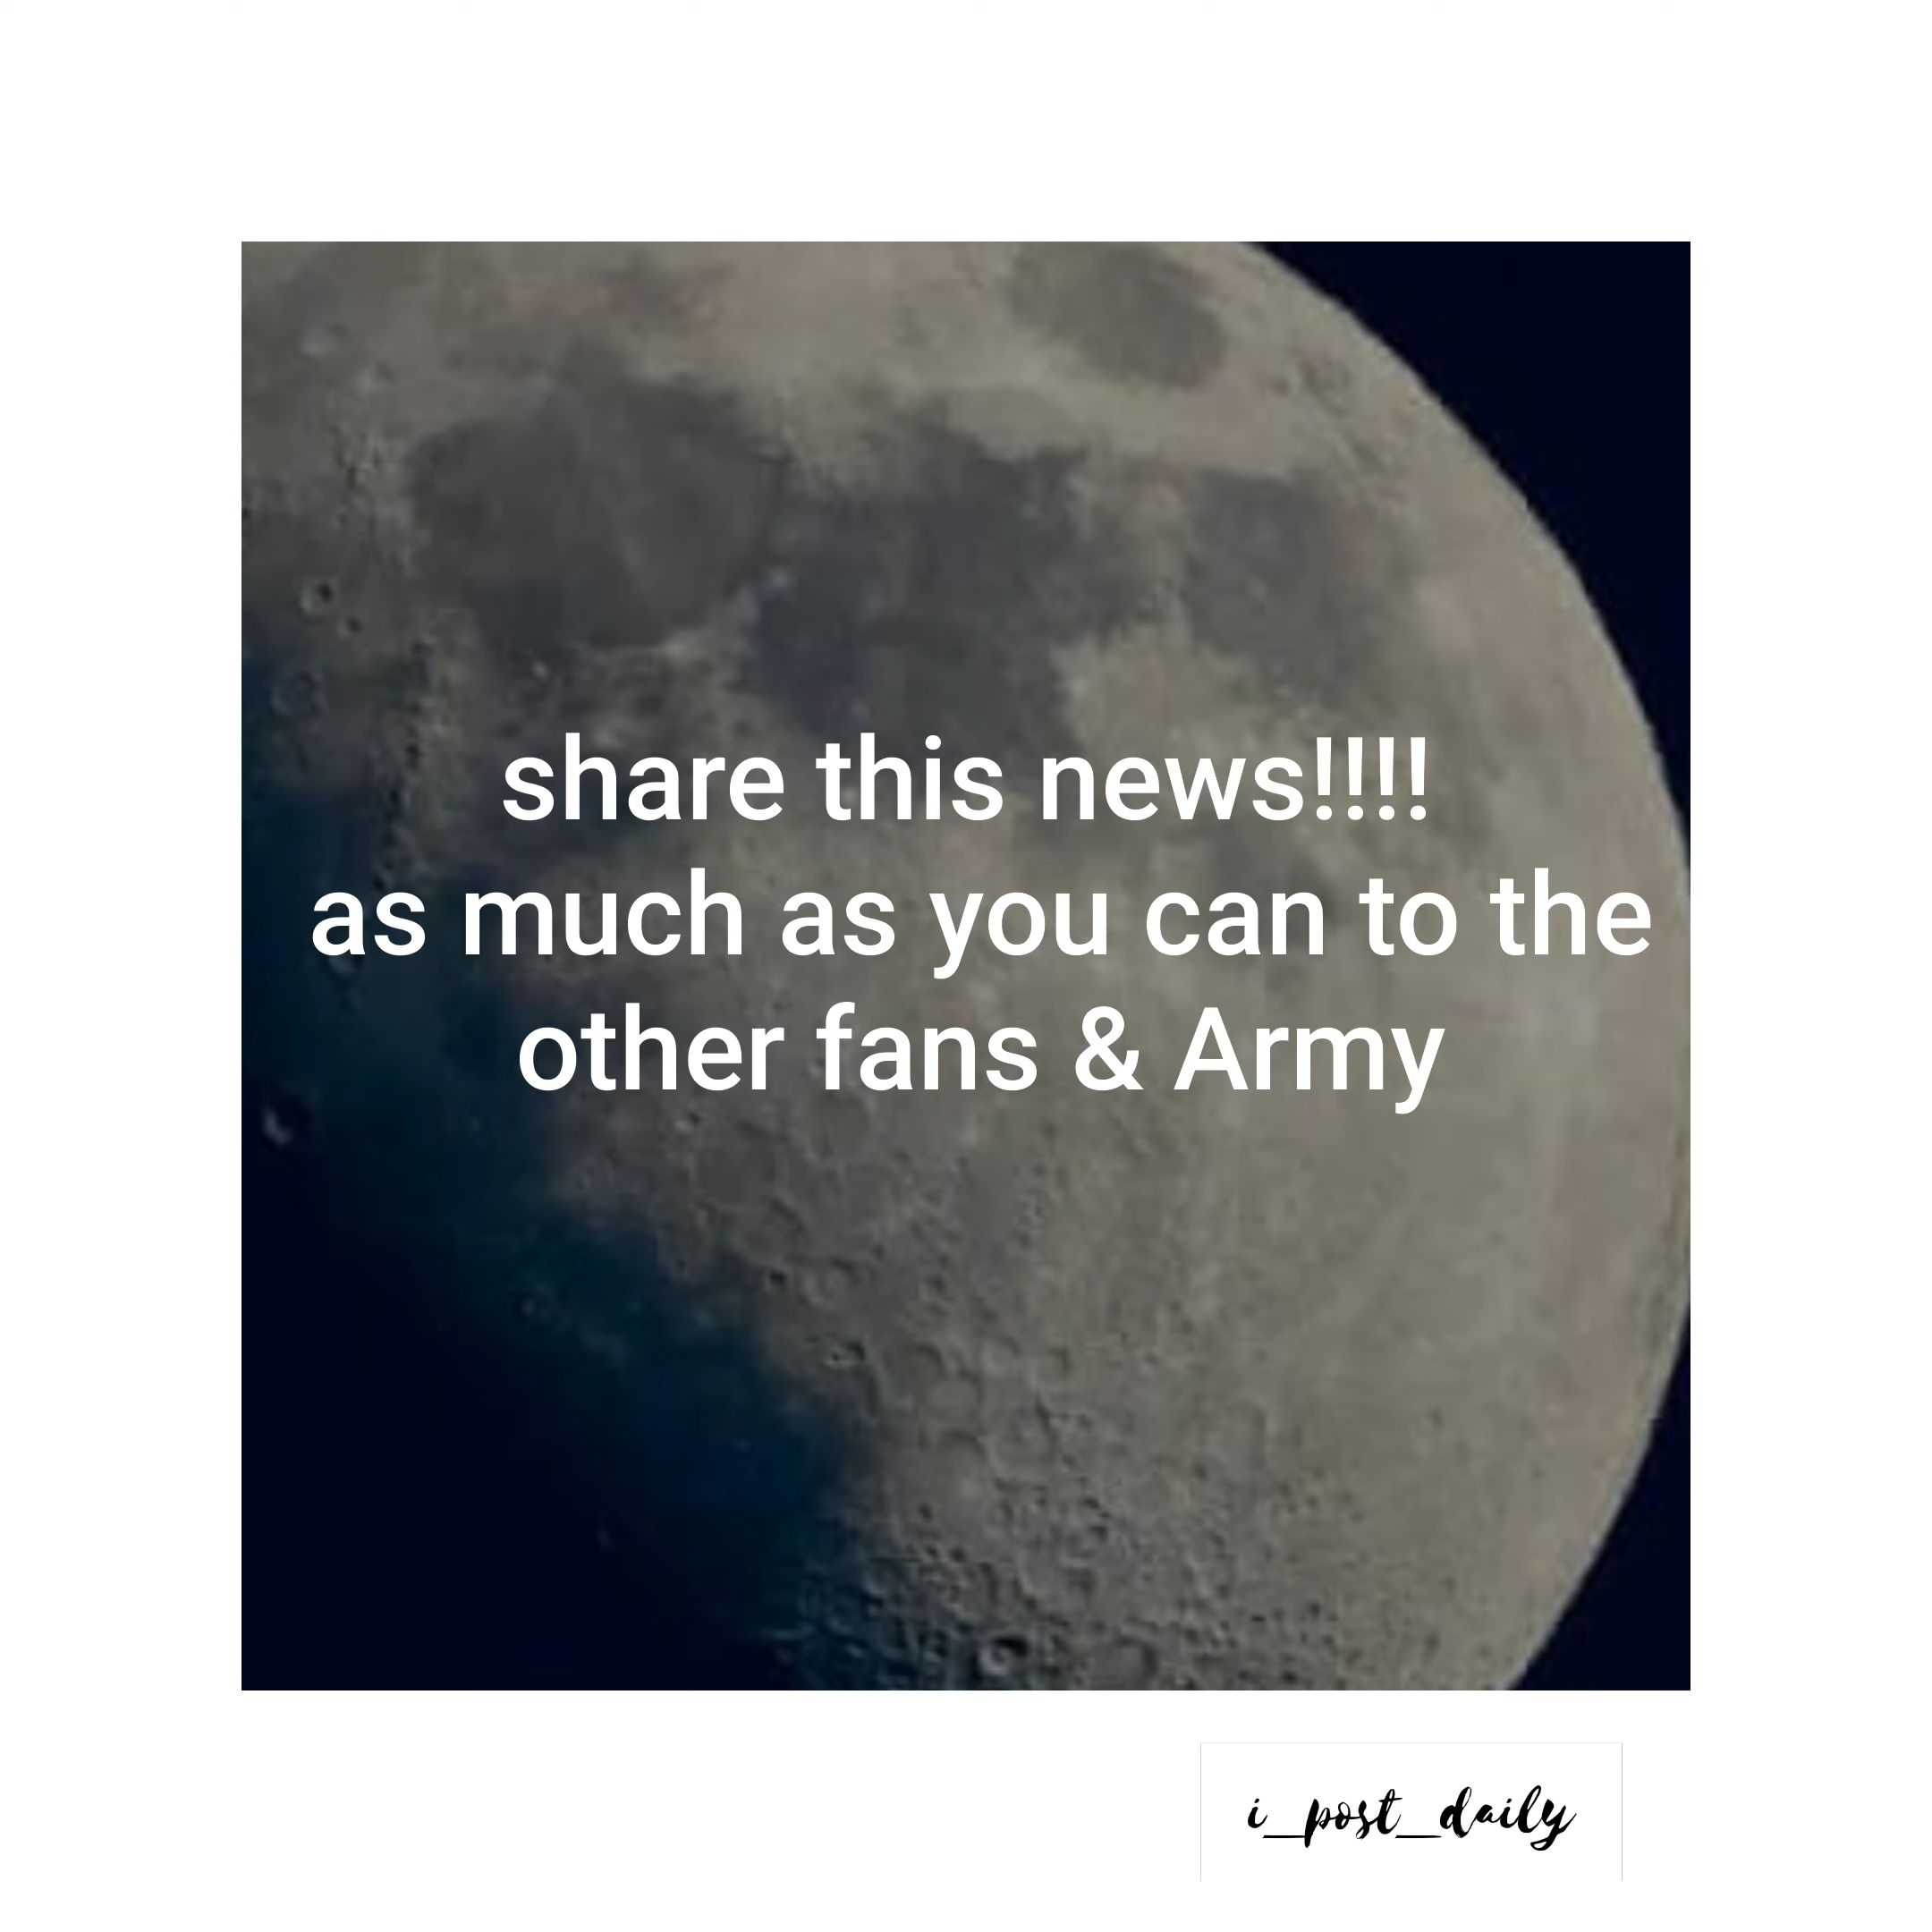 share this news!!!!
as much as you can to the
other fans & Army
i_post_daily